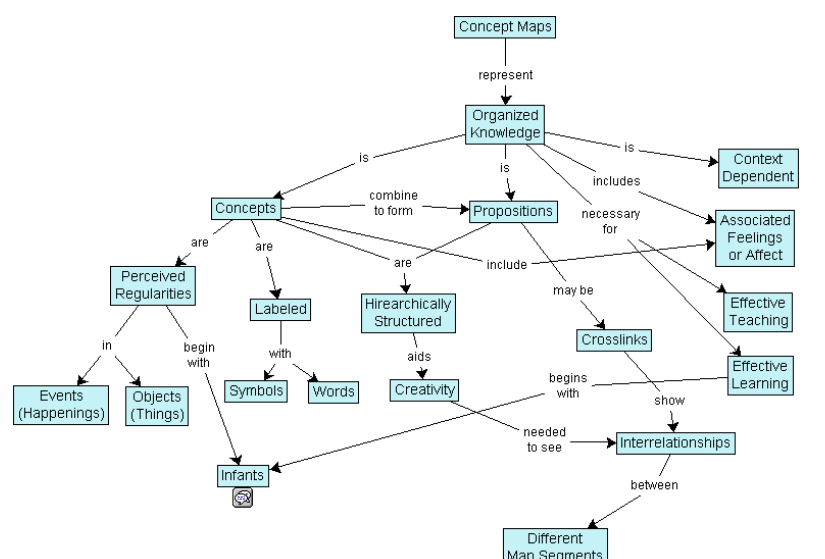 Concept Maps
represent
Organized
Knowledge
is
is
is
includes
necessary
for
Context
Dependent
Concepts
combine
to form
Propositions
Associated
Feelings
or Affect
are
are
are
include
Perceived
Regularities
Labeled
Hirearchically
Structured
may be
Effective
Teaching
Crosslinks
in
begin
with
with
aids
Effective
Learning
Events
(Happenings)
Objects
(Things)
Symbols
Words
Creativity
begins
with
show
needed
to see
Interrelationships
Infants
between
Different
Map Segments